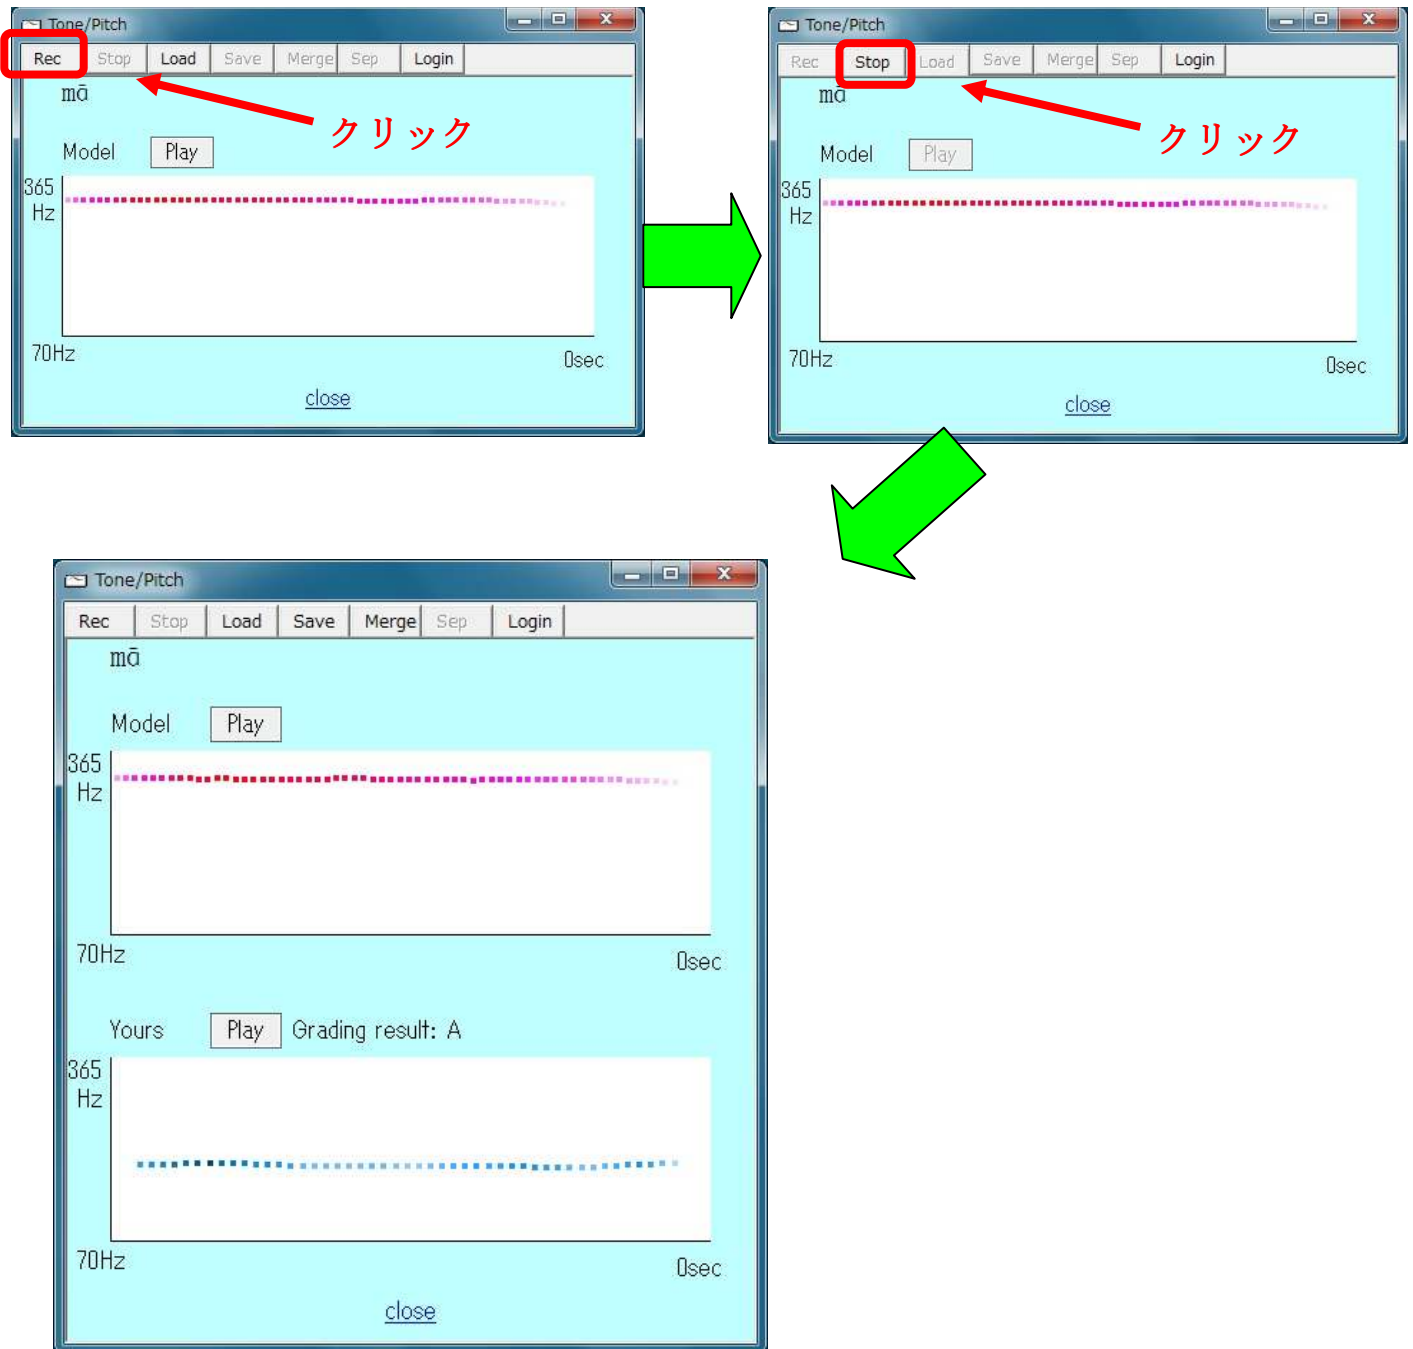 Tone/Pitch
Rec Stop Load Save Merge Sep Login
mā
クリック
Model Play
365
Hz
70Hz 0sec
close
Tone/Pitch
Rec Stop Load Save Merge Sep Login
mā
クリック
Model Play
365
Hz
70Hz 0sec
close
Tone/Pitch
Rec Stop Load Save Merge Sep Login
mā
Model Play
365
Hz
70Hz 0sec
Yours Play Grading result: A
365
Hz
70Hz 0sec
close